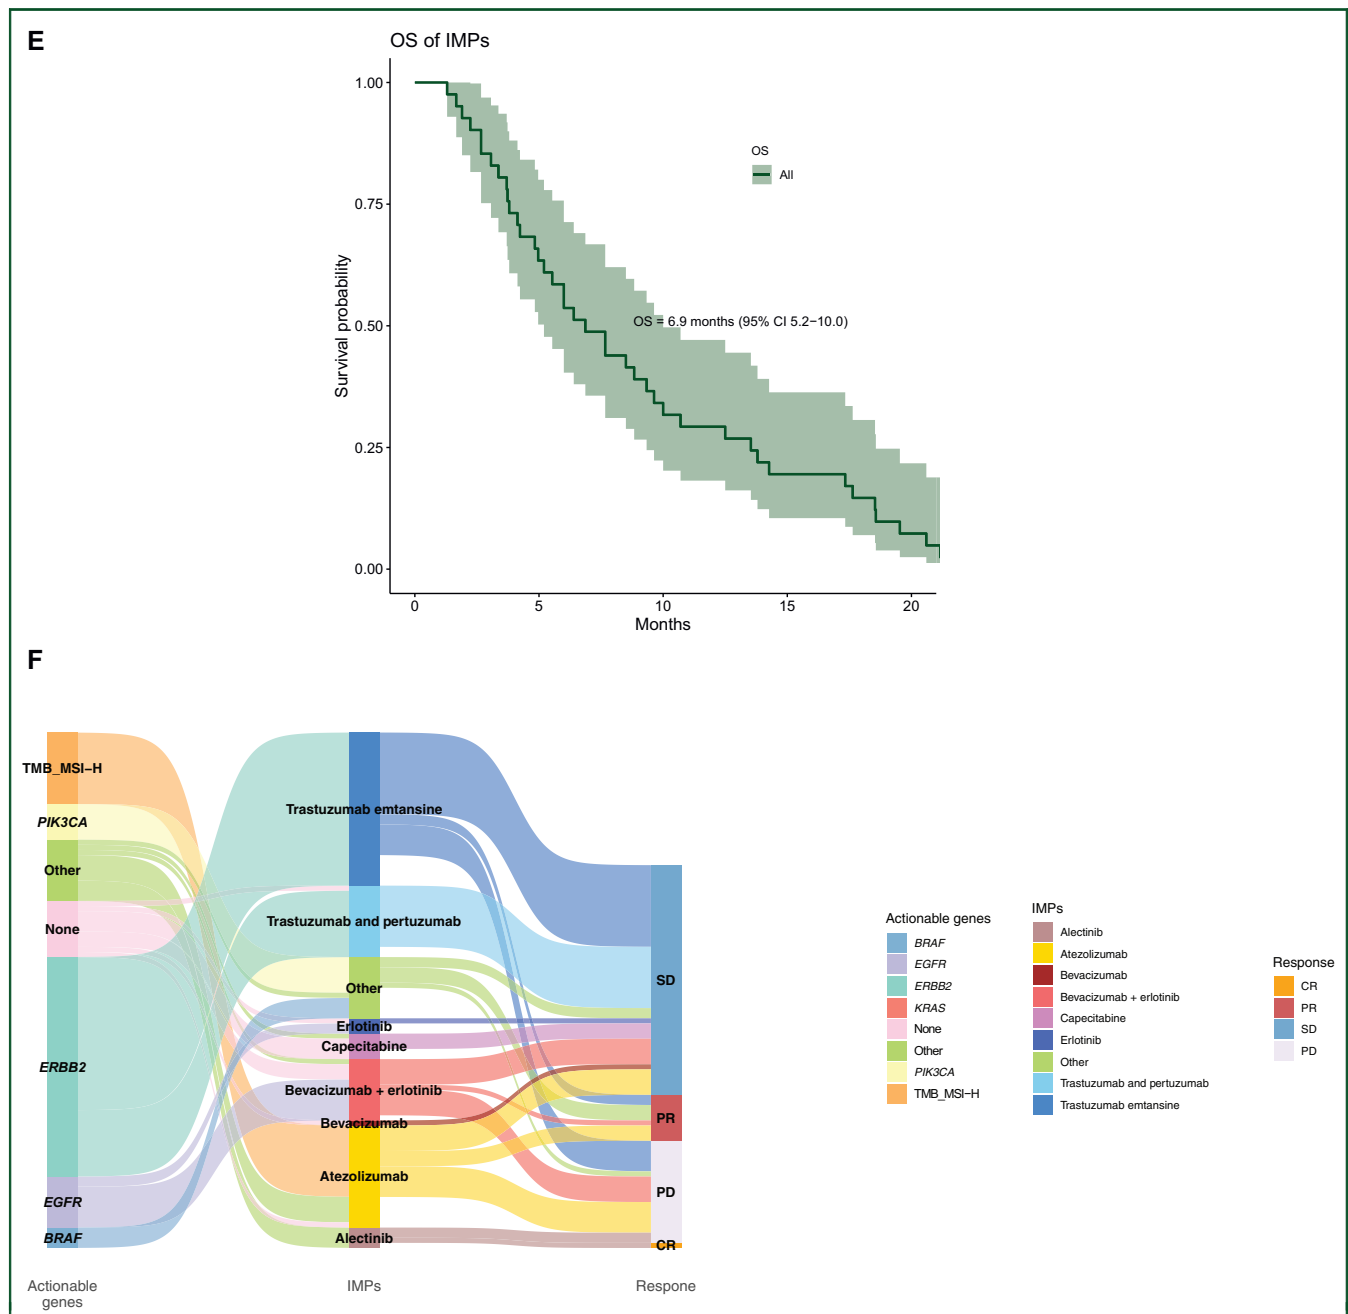 E
OS of IMPs
1.00
0.75
0.50
0.25
0.00
Survival probability
OS
All
OS = 6.9 months (95% CI 5.2−10.0)
0 5 10 15 20
Months
F
TMB_MSI−H
PIK3CA
Other
None
ERBB2
EGFR
BRAF
Trastuzumab emtansine
Trastuzumab and pertuzumab
Other
Erlotinib
Capecitabine
Bevacizumab + erlotinib
Bevacizumab
Atezolizumab
Alectinib
SD
PR
PD
CR
Actionable
genes
IMPs
Respone
Actionable genes
BRAF
EGFR
ERBB2
KRAS
None
Other
PIK3CA
TMB_MSI−H
IMPs
Alectinib
Atezolizumab
Bevacizumab
Bevacizumab + erlotinib
Capecitabine
Erlotinib
Other
Trastuzumab and pertuzumab
Trastuzumab emtansine
Response
CR
PR
SD
PD